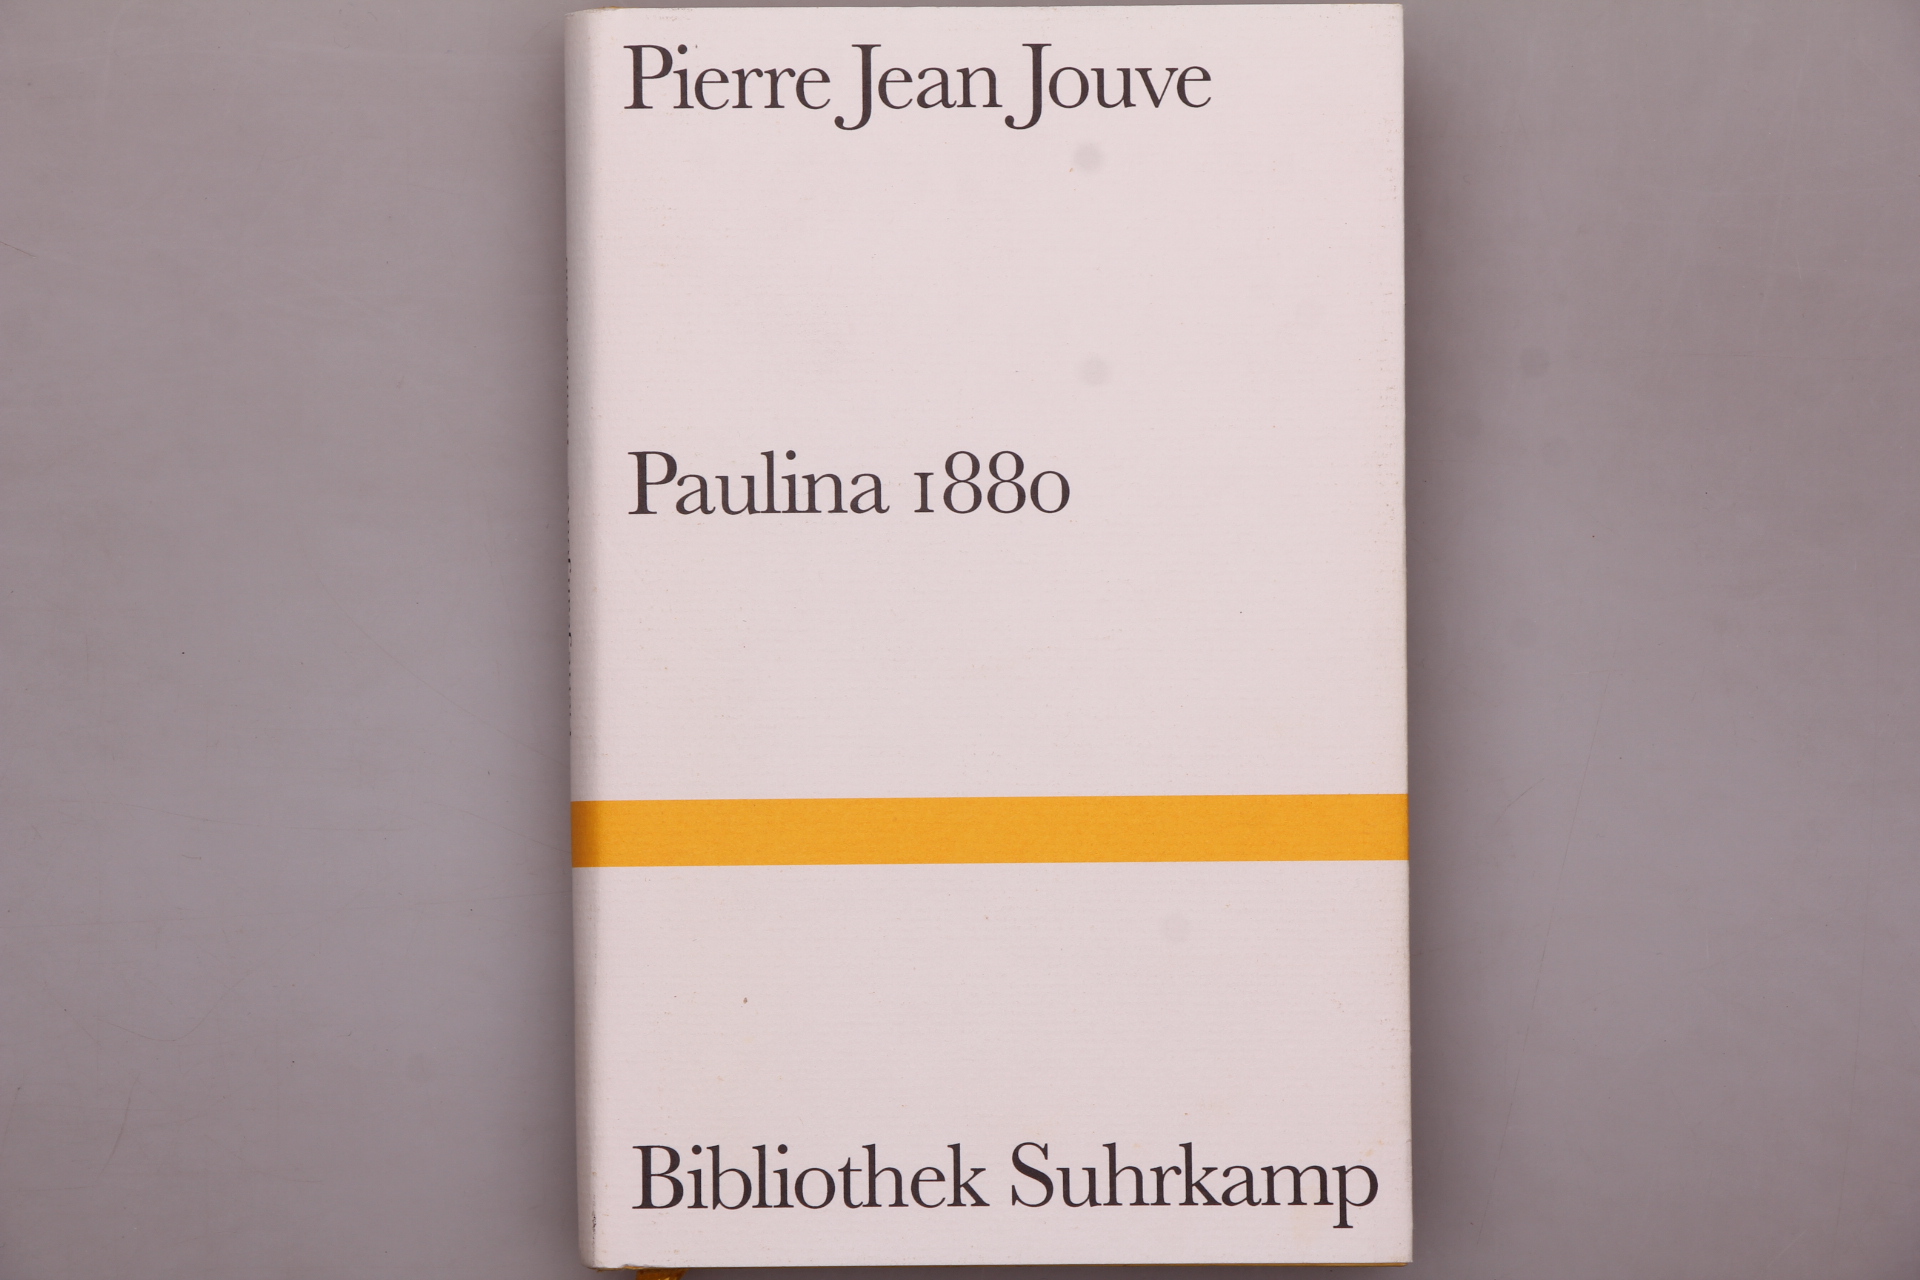 Pierre Jean Jouve
Paulina 1880
Bibliothek Suhrkamp